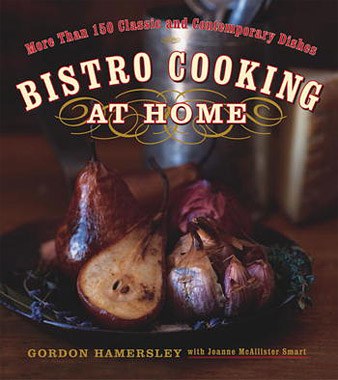 More Than 150 Classic and Contemporary Dishes
BISTRO COOKING
AT HOME
GORDON HAMERSLEY with Joanne McAllister Smart